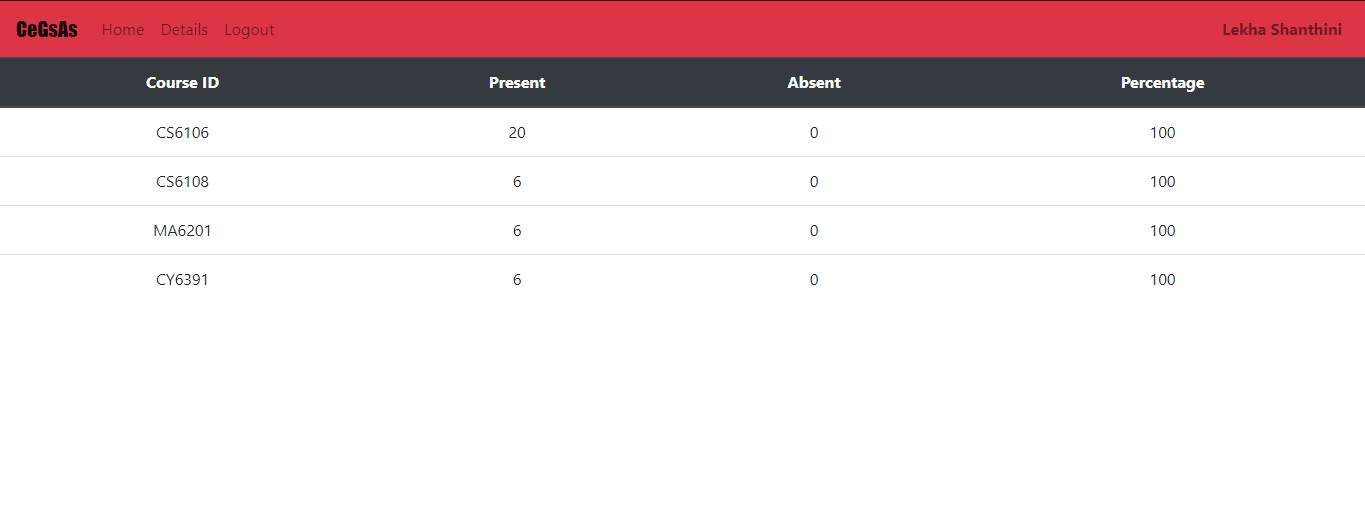 CeGsAs Home Details Logout Lekha Shanthini
Course ID Present Absent Percentage
CS6106 20 0 100
CS6108 6 0 100
MA6201 6 0 100
CY6391 6 0 100